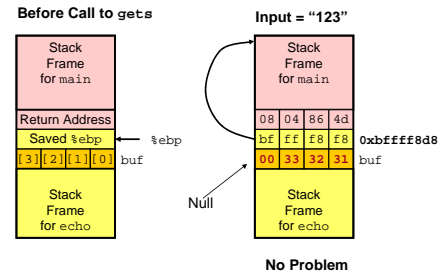 Before Call to gets
Stack
Frame
for main
Return Address
Saved %ebp
%ebp
[3] [2] [1] [0] buf
Stack
Frame
for echo
Input = “123”
Stack
Frame
for main
08 04 86 4d
bf ff f8 f8 0xbffff8d8
00 33 32 31 buf
Null
Stack
Frame
for echo
No Problem